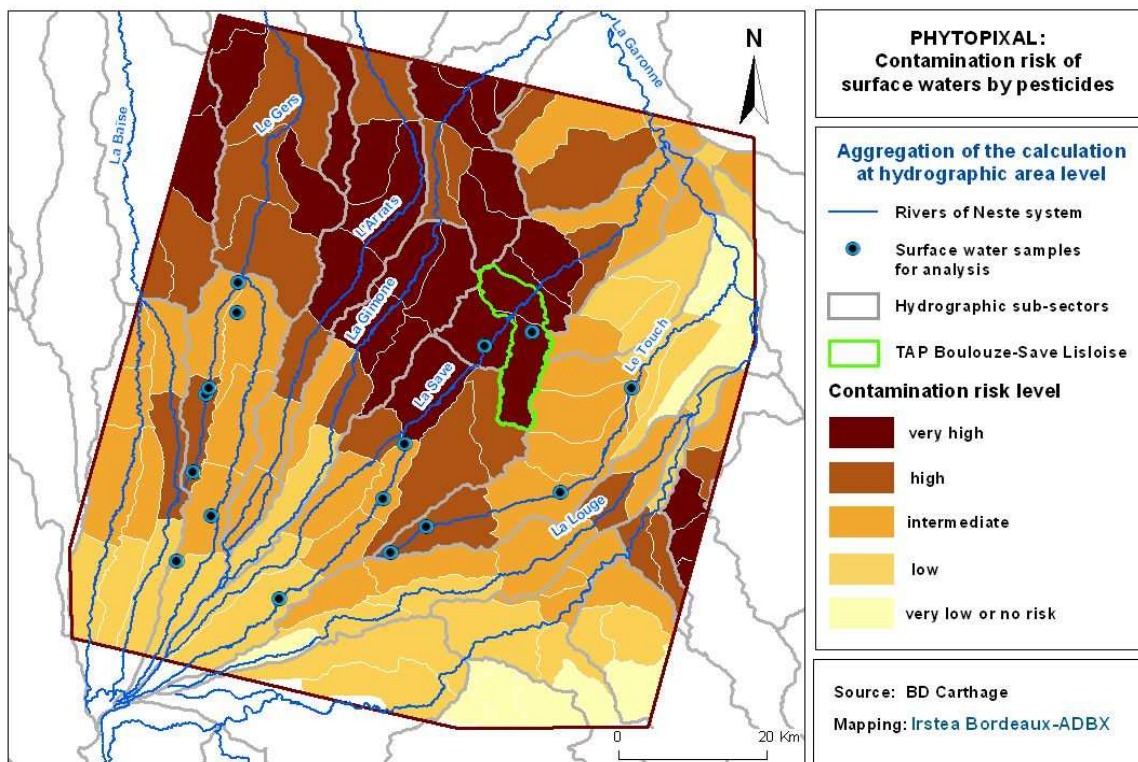 La Garonne
N
La Baïse
Le Gers
L'Arrats
La Gimone
La Save
Le Touch
La Louge
0 20 Km
PHYTOPIXAL:
Contamination risk of
surface waters by pesticides
Aggregation of the calculation
at hydrographic area level
Rivers of Neste system
Surface water samples
for analysis
Hydrographic sub-sectors
TAP Boulouze-Save Lisloise
Contamination risk level
very high
high
intermediate
low
very low or no risk
Source: BD Carthage
Mapping: Irstea Bordeaux-ADBX